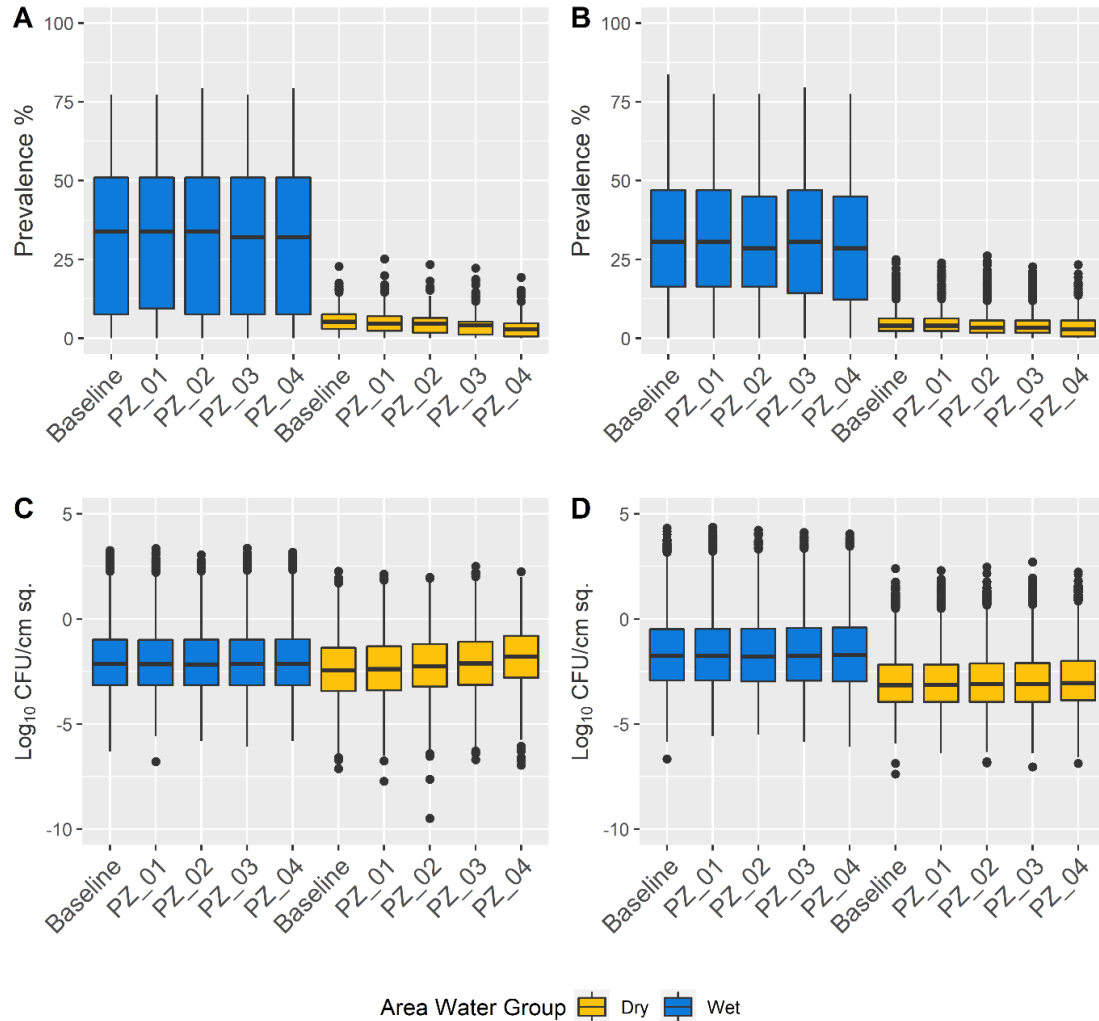 A
B
Prevalence %
100
75
50
25
0
Baseline PZ_01 PZ_02 PZ_03 PZ_04 Baseline PZ_01 PZ_02 PZ_03 PZ_04
Prevalence %
100
75
50
25
0
Baseline PZ_01 PZ_02 PZ_03 PZ_04 Baseline PZ_01 PZ_02 PZ_03 PZ_04
C
Log₁₀ CFU/cm sq.
5
0
-5
-10
Baseline PZ_01 PZ_02 PZ_03 PZ_04 Baseline PZ_01 PZ_02 PZ_03 PZ_04
D
Log₁₀ CFU/cm sq.
5
0
-5
-10
Baseline PZ_01 PZ_02 PZ_03 PZ_04 Baseline PZ_01 PZ_02 PZ_03 PZ_04
Area Water Group Dry Wet